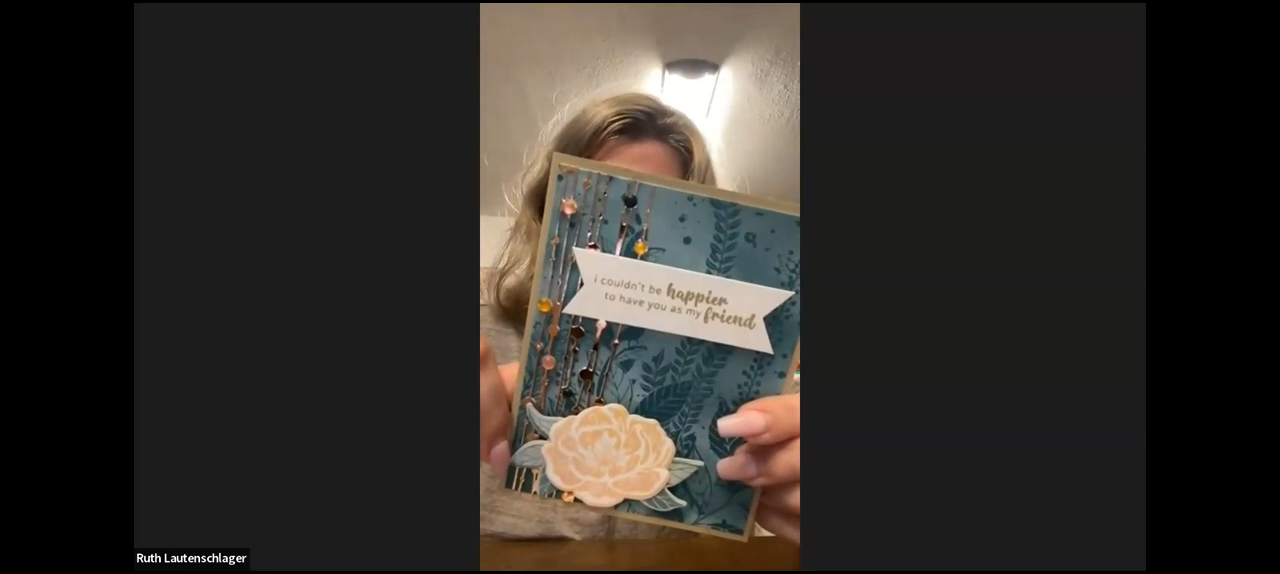 i couldn't be happier
to have you as my friend
Ruth Lautenschlager